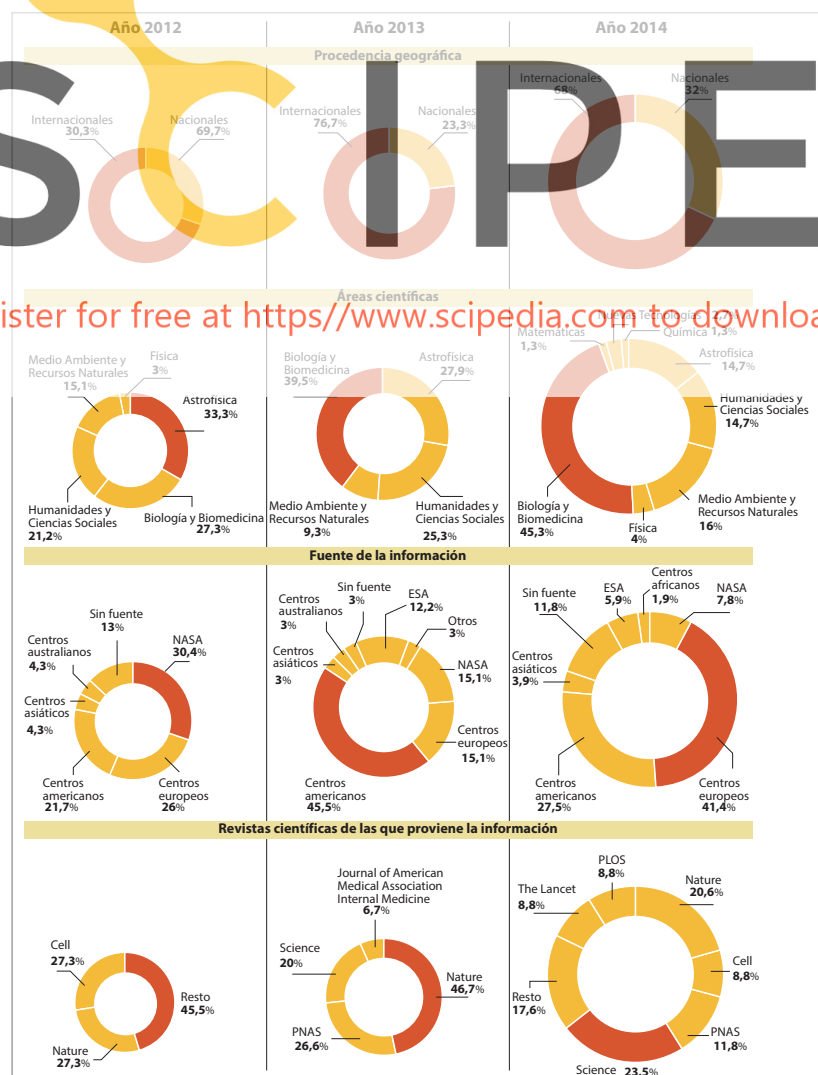 Año 2012
Año 2013
Año 2014
Procedencia geográfica
Internacionales
30,3%
Nacionales
69,7%
Internacionales
76,7%
Nacionales
23,3%
Internacionales
68%
Nacionales
32%
SCIPE
Áreas científicas
ister for free at https//www.scipedia.com to downloa
Medio Ambiente y
Recursos Naturales
15,1%
Física
3%
Astrofísica
33,3%
Humanidades y
Ciencias Sociales
21,2%
Biología y Biomedicina
27,3%
Biología y
Biomedicina
39,5%
Astrofísica
27,9%
Medio Ambiente y
Recursos Naturales
9,3%
Humanidades y
Ciencias Sociales
25,3%
Nuevas Tecnologías 2,7%
Matemáticas
1,3%
Química 1,3%
Astrofísica
14,7%
Humanidades y
Ciencias Sociales
14,7%
Biología y
Biomedicina
45,3%
Física
4%
Medio Ambiente y
Recursos Naturales
16%
Fuente de la información
Sin fuente
13%
NASA
30,4%
Centros
australianos
4,3%
Centros
asiáticos
4,3%
Centros
americanos
21,7%
Centros
europeos
26%
Sin fuente
3%
ESA
12,2%
Centros
australianos
3%
Otros
3%
Centros
asiáticos
3%
NASA
15,1%
Centros
europeos
15,1%
Centros
americanos
45,5%
Sin fuente
11,8%
ESA
5,9%
Centros
africanos
1,9%
NASA
7,8%
Centros
asiáticos
3,9%
Centros
americanos
27,5%
Centros
europeos
41,4%
Revistas científicas de las que proviene la información
Cell
27,3%
Resto
45,5%
Nature
27,3%
Journal of American
Medical Association
Internal Medicine
6,7%
Science
20%
Nature
46,7%
PNAS
26,6%
PLOS
8,8%
The Lancet
8,8%
Nature
20,6%
Cell
8,8%
Resto
17,6%
PNAS
11,8%
Science 23,5%